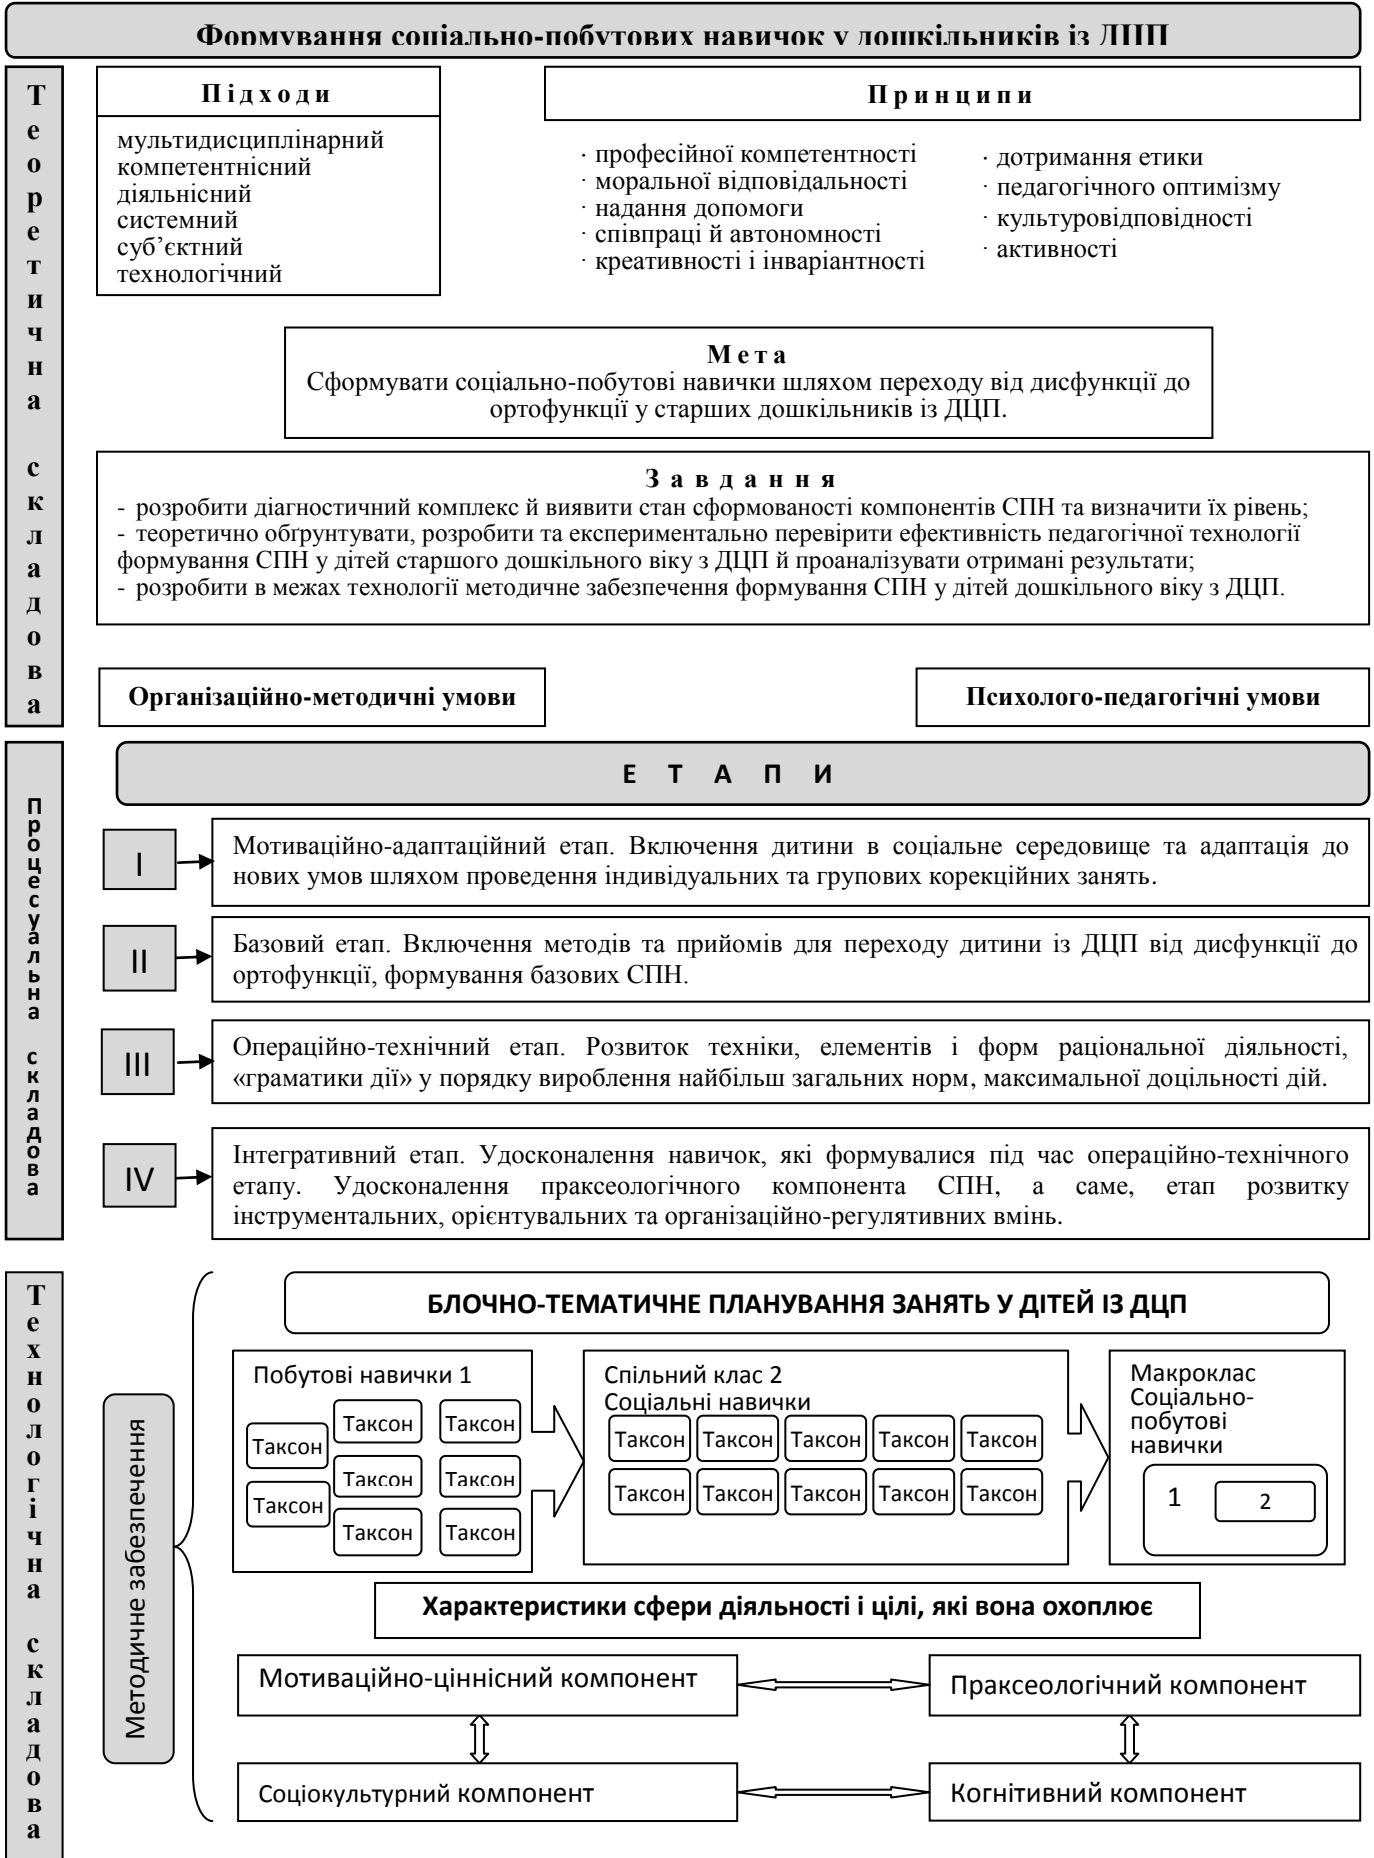 Формування соціально-побутових навичок у дошкільників із ДЦП
Теоретична складова
Підходи
мультидисциплінарний
компетентнісний
діяльнісний
системний
суб’єктний
технологічний
Принципи
· професійної компетентності
· моральної відповідальності
· надання допомоги
· співпраці й автономності
· креативності і інваріантності
· дотримання етики
· педагогічного оптимізму
· культуровідповідності
· активності
Мета
Сформувати соціально-побутові навички шляхом переходу від дисфункції до
ортофункції у старших дошкільників із ДЦП.
Завдання
- розробити діагностичний комплекс й виявити стан сформованості компонентів СПН та визначити їх рівень;
- теоретично обґрунтувати, розробити та експериментально перевірити ефективність педагогічної технології
формування СПН у дітей старшого дошкільного віку з ДЦП й проаналізувати отримані результати;
- розробити в межах технології методичне забезпечення формування СПН у дітей дошкільного віку з ДЦП.
Організаційно-методичні умови
Психолого-педагогічні умови
Процесуальна складова
ЕТАПИ
I
Мотиваційно-адаптаційний етап. Включення дитини в соціальне середовище та адаптація до
нових умов шляхом проведення індивідуальних та групових корекційних занять.
II
Базовий етап. Включення методів та прийомів для переходу дитини із ДЦП від дисфункції до
ортофункції, формування базових СПН.
III
Операційно-технічний етап. Розвиток техніки, елементів і форм раціональної діяльності,
«граматики дії» у порядку вироблення найбільш загальних норм, максимальної доцільності дій.
IV
Інтегративний етап. Удосконалення навичок, які формувалися під час операційно-технічного
етапу. Удосконалення праксеологічного компонента СПН, а саме, етап розвитку
інструментальних, орієнтувальних та організаційно-регулятивних вмінь.
Технологічна складова
Методичне забезпечення
БЛОЧНО-ТЕМАТИЧНЕ ПЛАНУВАННЯ ЗАНЯТЬ У ДІТЕЙ ІЗ ДЦП
Побутові навички 1
Таксон
Таксон
Таксон
Таксон
Таксон
Таксон
Таксон
Таксон
Спільний клас 2
Соціальні навички
Таксон Таксон Таксон Таксон Таксон
Таксон Таксон Таксон Таксон Таксон
Макроклас
Соціально-
побутові
навички
1
2
Характеристики сфери діяльності і цілі, які вона охоплює
Мотиваційно-ціннісний компонент
Праксеологічний компонент
Соціокультурний компонент
Когнітивний компонент